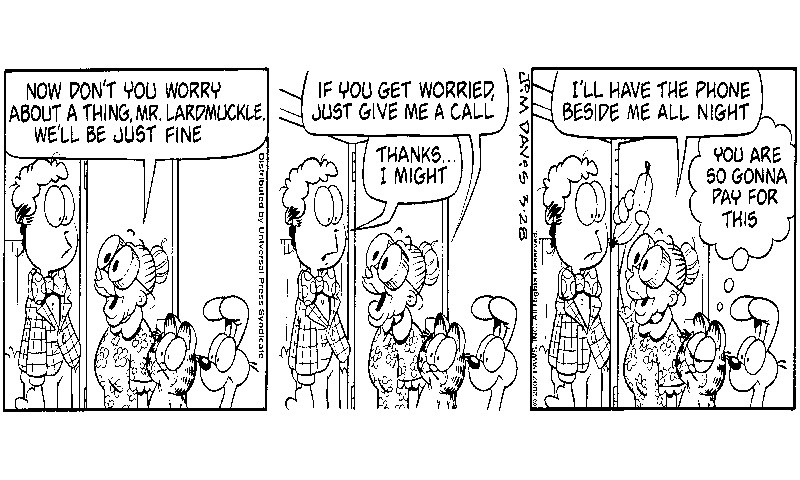 NOW DON'T YOU WORRY
ABOUT A THING, MR. LARDMUCKLE,
WE'LL BE JUST FINE
Distributed by Universal Press Syndicate
IF YOU GET WORRIED,
JUST GIVE ME A CALL
THANKS...
I MIGHT
JIM DAVIS 3-28
I'LL HAVE THE PHONE
BESIDE ME ALL NIGHT
YOU ARE
SO GONNA
PAY FOR
THIS
All Rights Reserved.